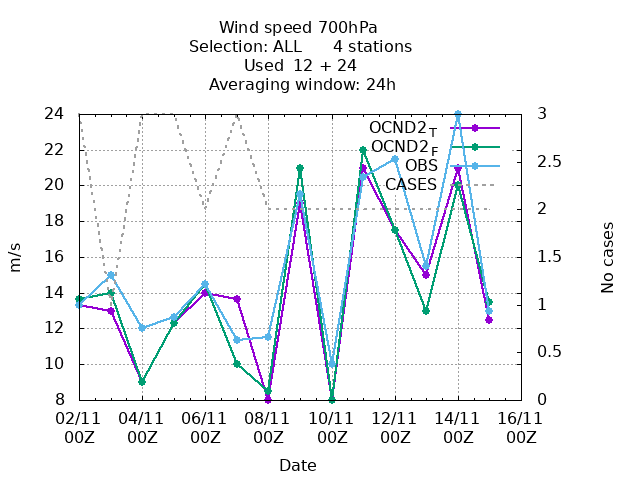 Wind speed 700hPa
Selection: ALL 4 stations
Used 12 + 24
Averaging window: 24h
OCND2 T
OCND2 F
OBS
CASES
24
22
20
18
16
14
12
10
8
3
2.5
2
1.5
1
0.5
0
m/s
No cases
02/11 04/11 06/11 08/11 10/11 12/11 14/11 16/11
00Z 00Z 00Z 00Z 00Z 00Z 00Z 00Z
Date